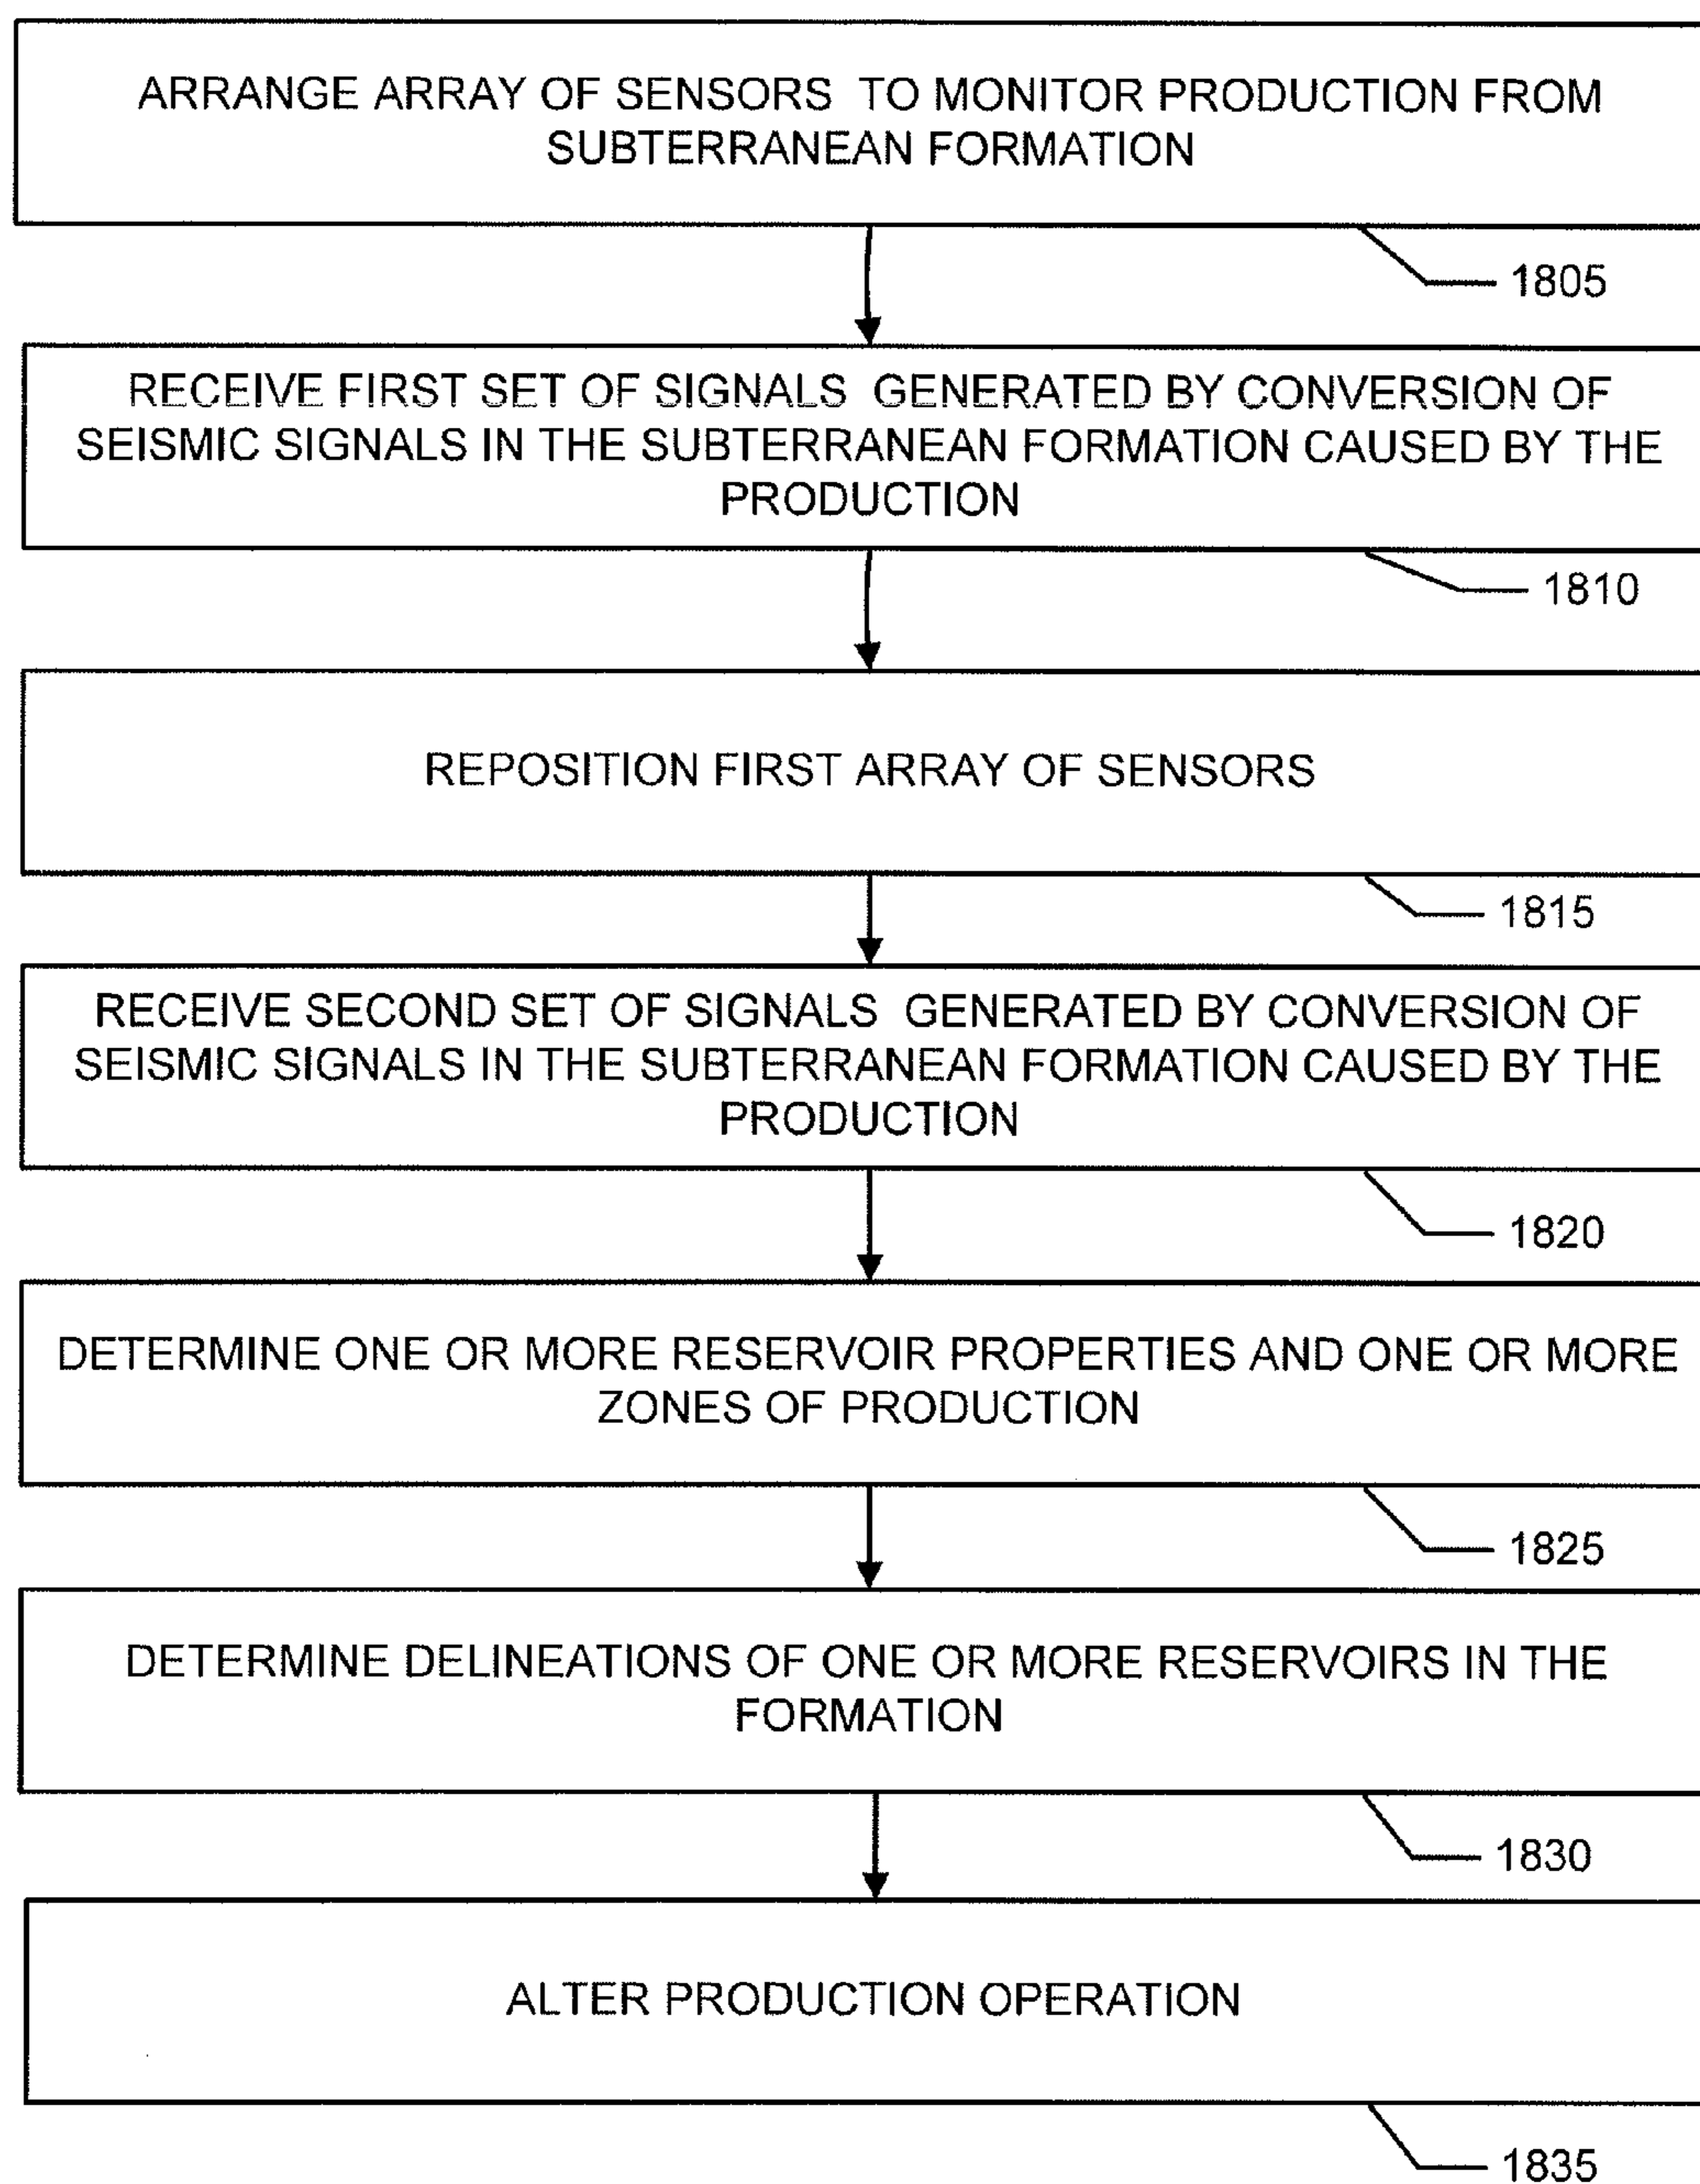 ARRANGE ARRAY OF SENSORS TO MONITOR PRODUCTION FROM
SUBTERRANEAN FORMATION
1805
RECEIVE FIRST SET OF SIGNALS GENERATED BY CONVERSION OF
SEISMIC SIGNALS IN THE SUBTERRANEAN FORMATION CAUSED BY THE
PRODUCTION
1810
REPOSITION FIRST ARRAY OF SENSORS
1815
RECEIVE SECOND SET OF SIGNALS GENERATED BY CONVERSION OF
SEISMIC SIGNALS IN THE SUBTERRANEAN FORMATION CAUSED BY THE
PRODUCTION
1820
DETERMINE ONE OR MORE RESERVOIR PROPERTIES AND ONE OR MORE
ZONES OF PRODUCTION
1825
DETERMINE DELINEATIONS OF ONE OR MORE RESERVOIRS IN THE
FORMATION
1830
ALTER PRODUCTION OPERATION
1835